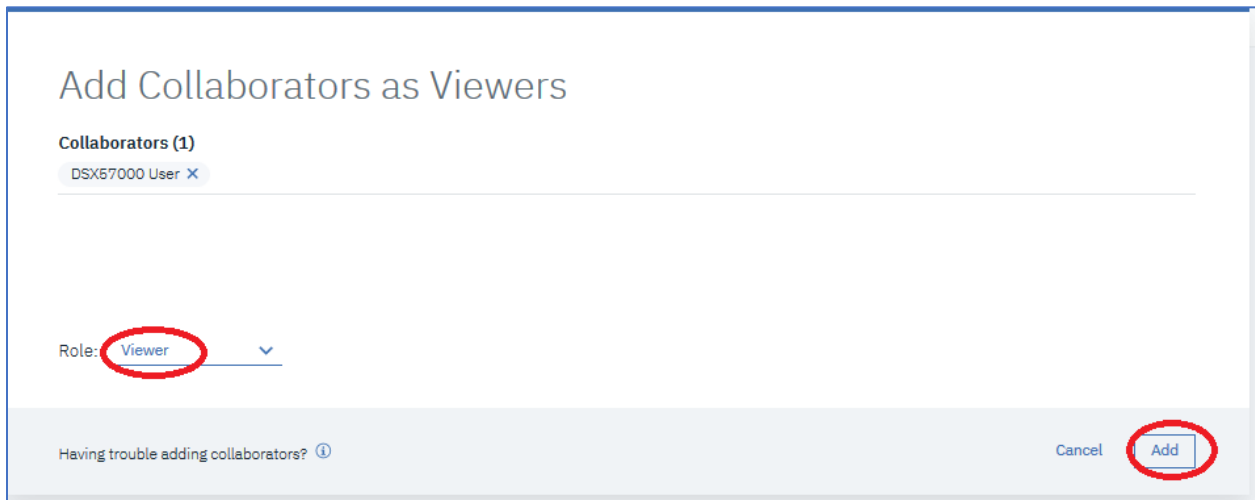 Add Collaborators as Viewers
Collaborators (1)
DSX57000 User
Role: Viewer
Having trouble adding collaborators?
Cancel Add